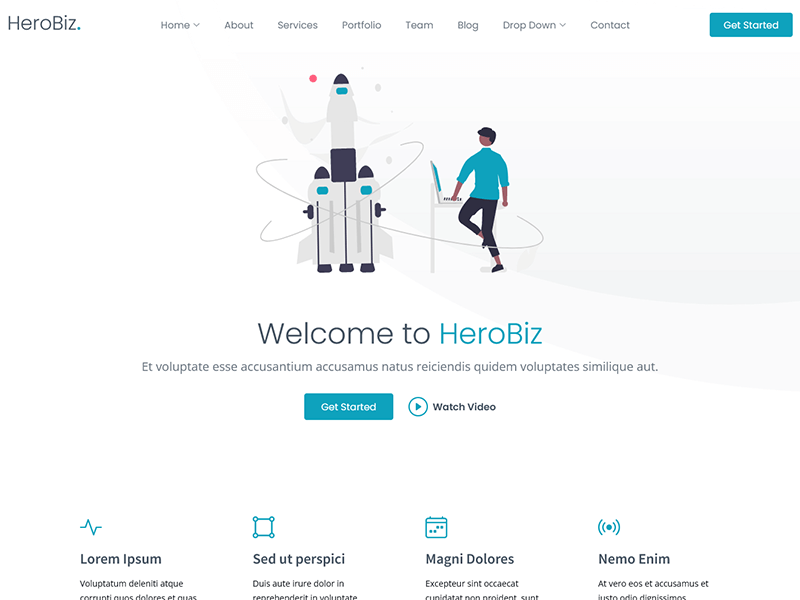 HeroBiz.
Home About Services Portfolio Team Blog Drop Down Contact Get Started
Welcome to HeroBiz
Et voluptate esse accusantium accusamus natus reiciendis quidem voluptates similique aut.
Get Started Watch Video
Lorem Ipsum
Voluptatum deleniti atque
corrupti quos dolores et quas
Sed ut perspici
Duis aute irure dolor in
reprehenderit in voluptate
Magni Dolores
Excepteur sint occaecat
cupidatat non proident, sunt
Nemo Enim
At vero eos et accusamus et
iusto odio dignissimos